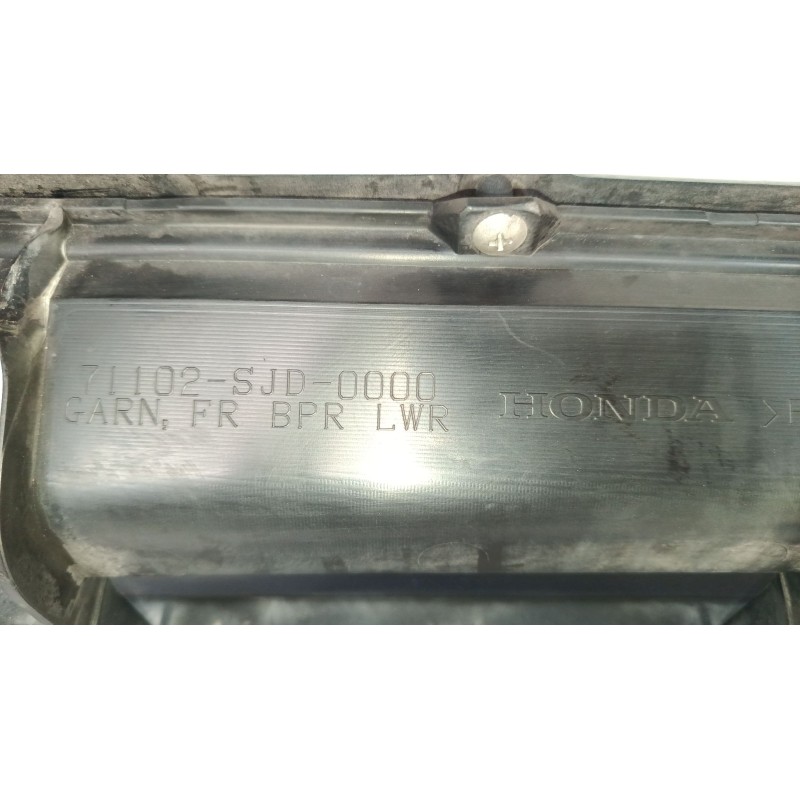 71102-SJD-0000
GARN, FR BPR LWR HONDA